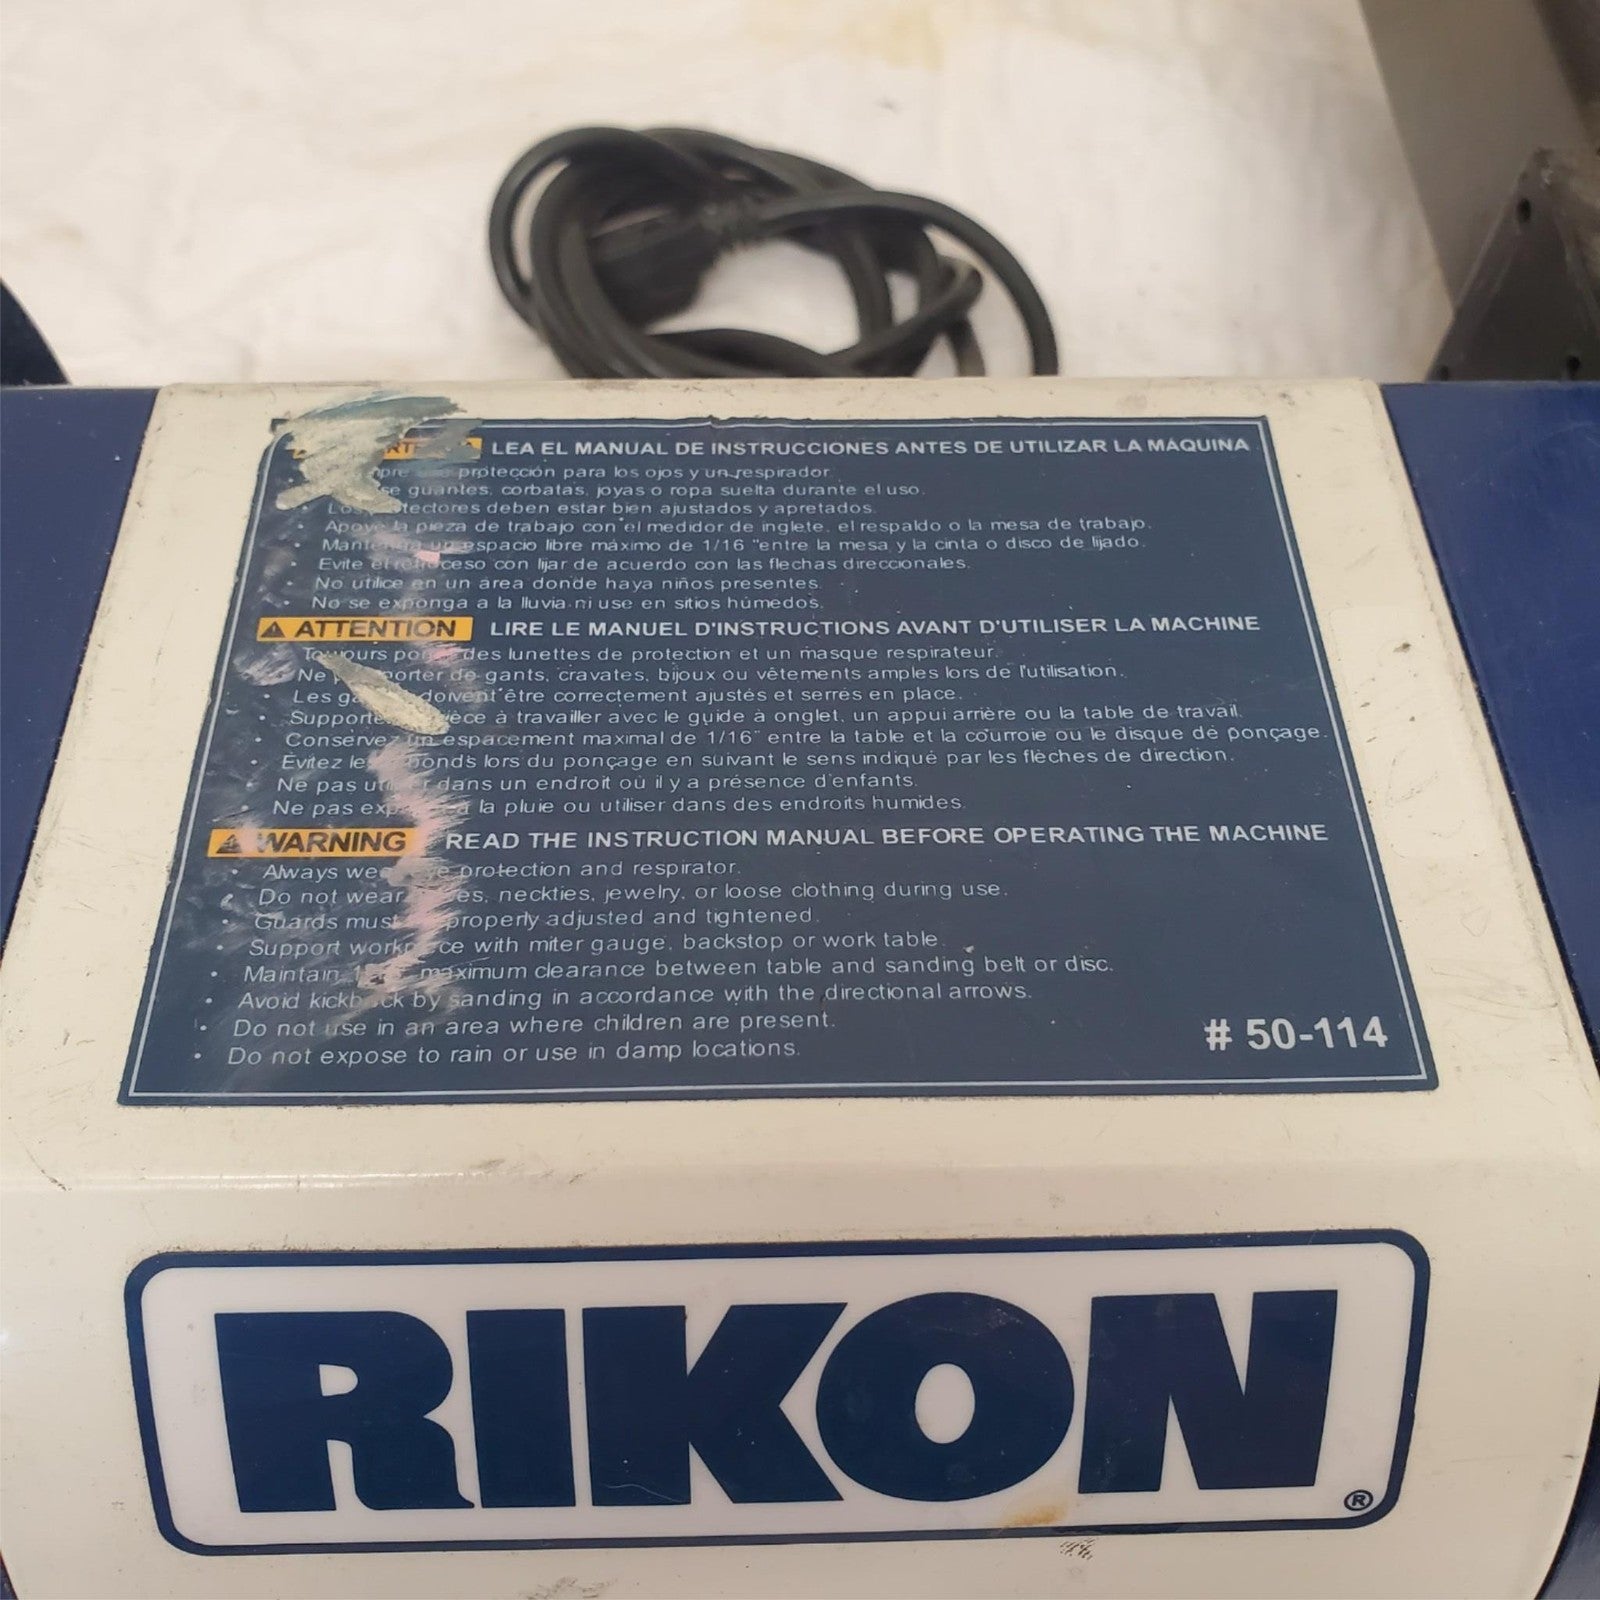 LEA EL MANUAL DE INSTRUCCIONES ANTES DE UTILIZAR LA MÁQUINA
protección para los ojos y un respirador.
se guantes, corbatas, joyas o ropa suelta durante el uso.
deben estar bien ajustados y apretados.
Apoye la pieza de trabajo con el medidor de inglete, el respaldo o la mesa de trabajo.
espacio libre máximo de 1/16 "entre la mesa y la cinta o disco de lijado.
Evite el con lijar de acuerdo con las flechas direccionales.
No utilice en un area donde haya niños presentes.
No se exponga a la lluvia ni use en sitios húmedos.
⚠ ATTENTION LIRE LE MANUEL D'INSTRUCTIONS AVANT D'UTILISER LA MACHINE
Toujours des lunettes de protection et un masque respirateur.
Ne de gants, cravates, bijoux ou vêtements amples lors de l'utilisation.
Les doivent être correctement ajustés et serrés en place.
à travailler avec le guide à onglet, un appui arrière ou la table de travail.
Conservez un espacement maximal de 1/16" entre la table et la courroie ou le disque de ponçage.
Évitez lors du ponçage en suivant le sens indiqué par les flèches de direction.
Ne pas dans un endroit où il y a présence d'enfants.
Ne pas la pluie ou utiliser dans des endroits humides.
⚠ WARNING READ THE INSTRUCTION MANUAL BEFORE OPERATING THE MACHINE
Always protection and respirator.
Do not wear neckties, jewelry, or loose clothing during use.
Guards must properly adjusted and tightened.
Support with miter gauge, backstop or work table.
Maintain maximum clearance between table and sanding belt or disc.
Avoid kickback by sanding in accordance with the directional arrows.
Do not use in an area where children are present.
Do not expose to rain or use in damp locations.
# 50-114
RIKON®